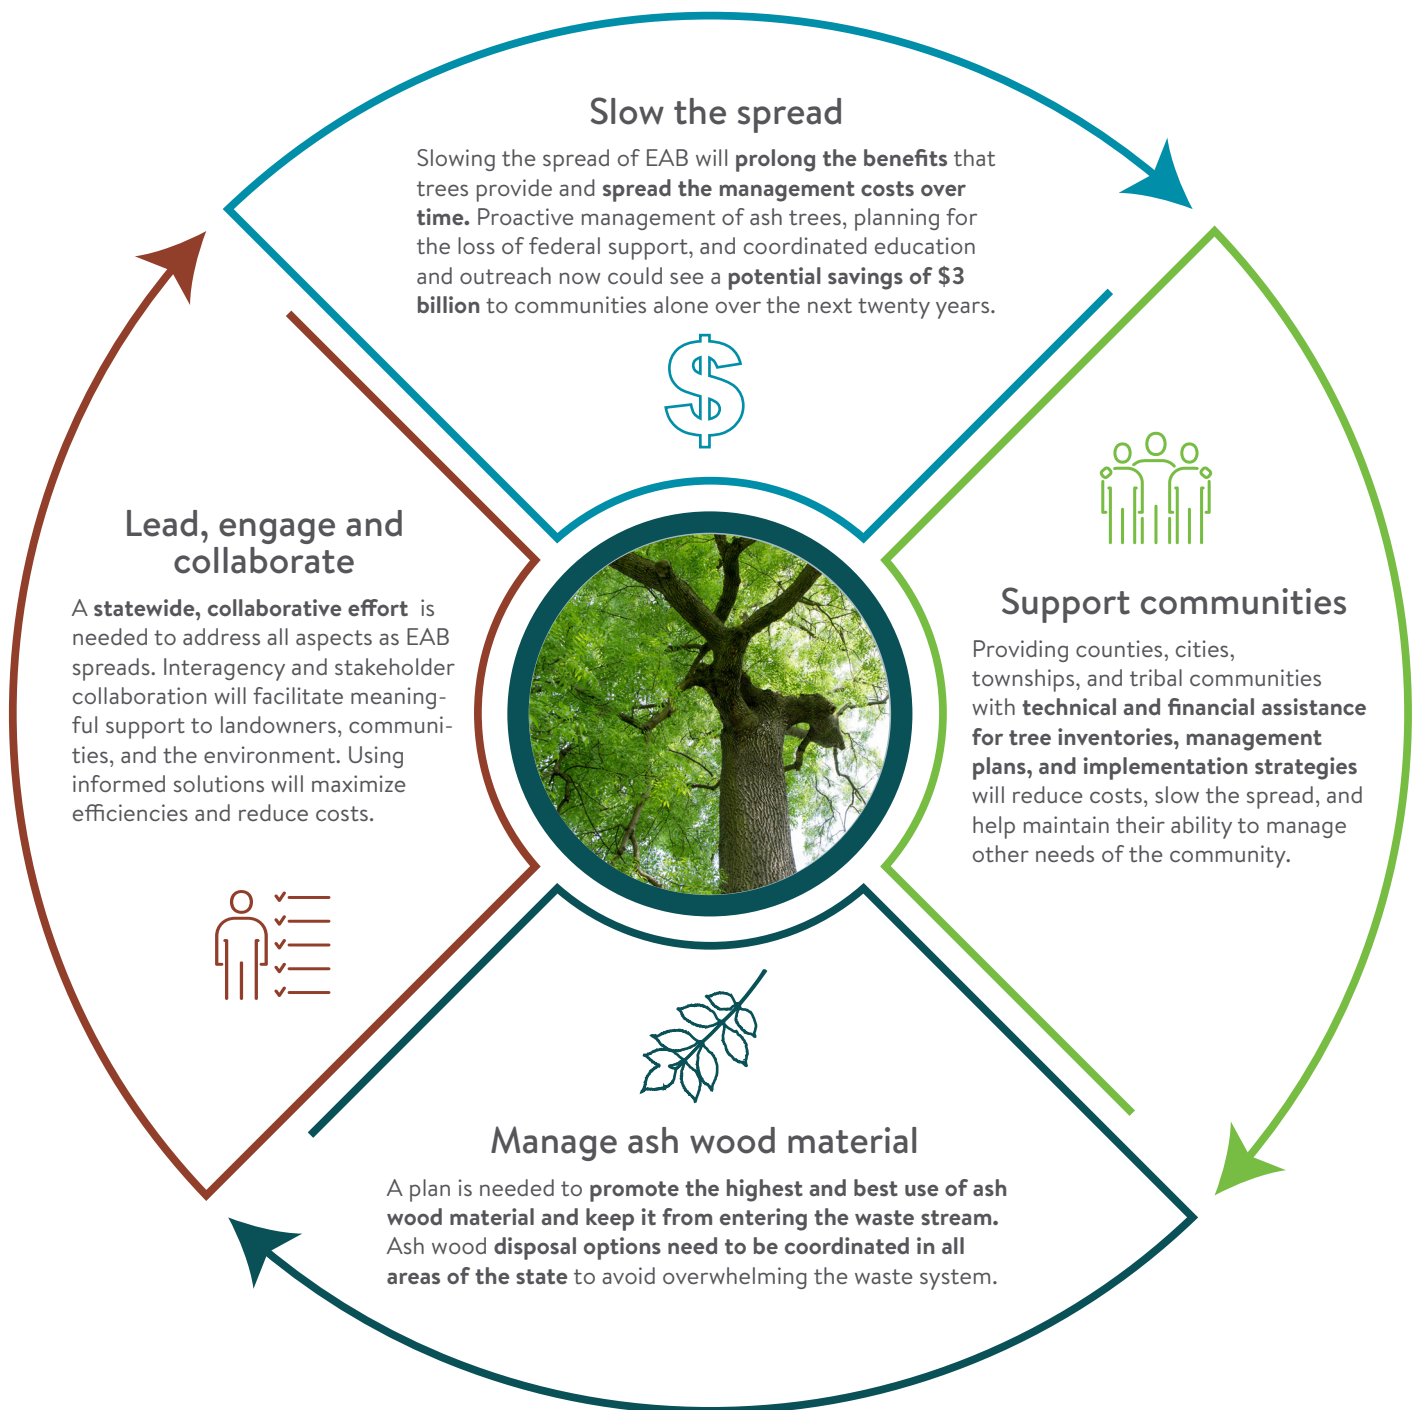 Slow the spread
Slowing the spread of EAB will prolong the benefits that
trees provide and spread the management costs over
time. Proactive management of ash trees, planning for
the loss of federal support, and coordinated education
and outreach now could see a potential savings of $3
billion to communities alone over the next twenty years.
$
Support communities
Providing counties, cities,
townships, and tribal communities
with technical and financial assistance
for tree inventories, management
plans, and implementation strategies
will reduce costs, slow the spread, and
help maintain their ability to manage
other needs of the community.
Manage ash wood material
A plan is needed to promote the highest and best use of ash
wood material and keep it from entering the waste stream.
Ash wood disposal options need to be coordinated in all
areas of the state to avoid overwhelming the waste system.
Lead, engage and
collaborate
A statewide, collaborative effort is
needed to address all aspects as EAB
spreads. Interagency and stakeholder
collaboration will facilitate meaning-
ful support to landowners, communi-
ties, and the environment. Using
informed solutions will maximize
efficiencies and reduce costs.